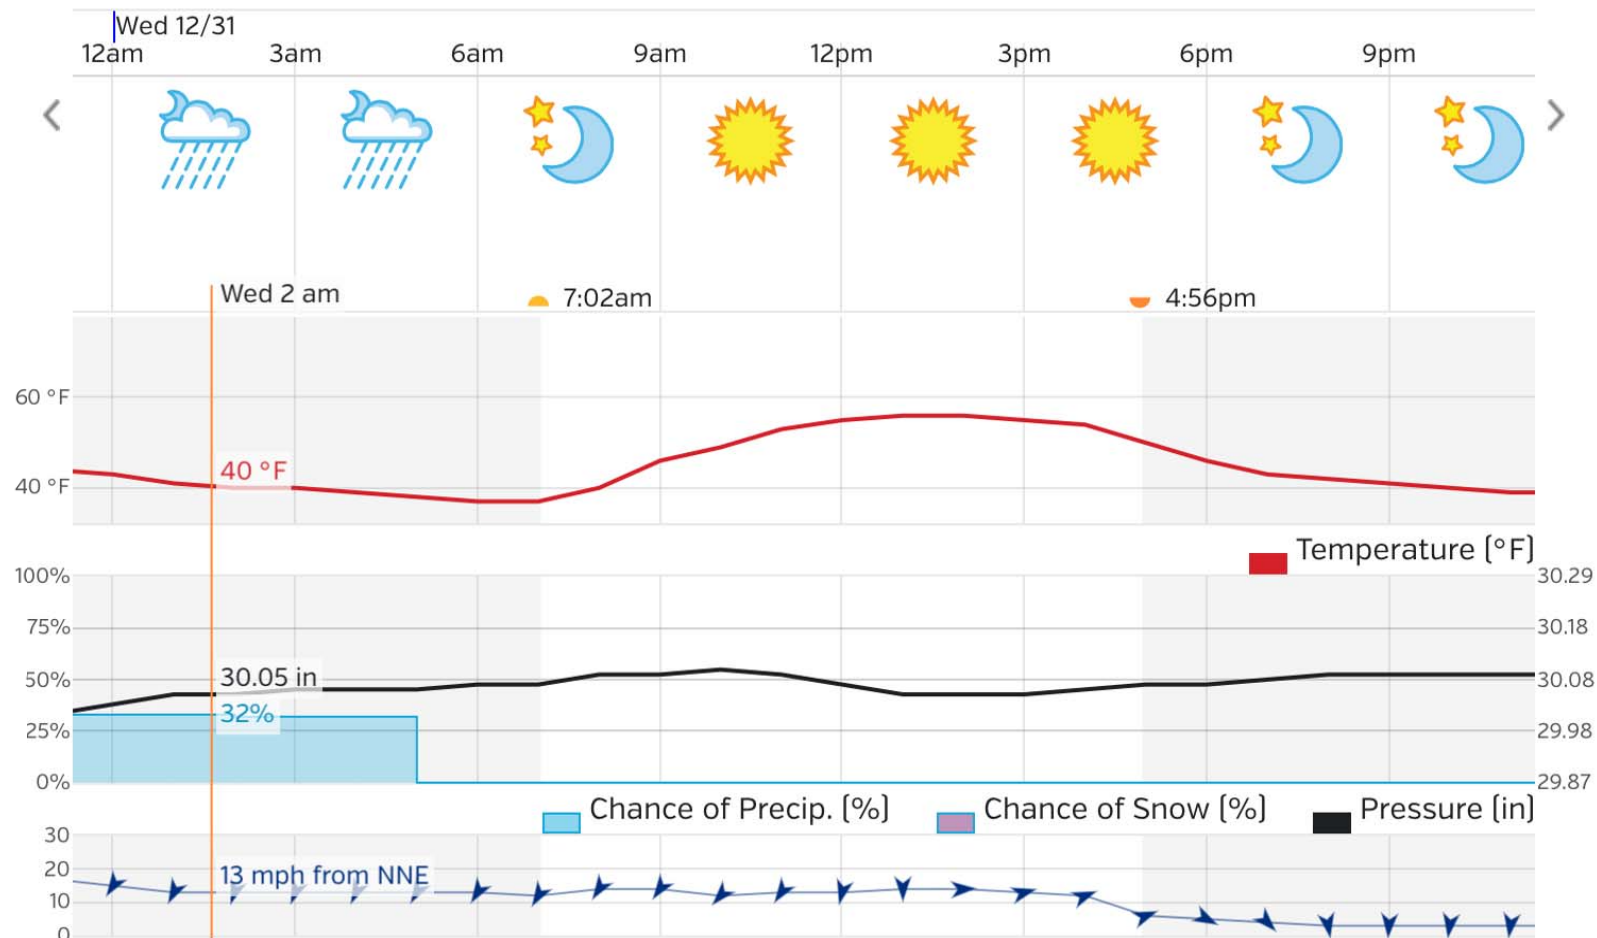 Wed 12/31
12am 3am 6am 9am 12pm 3pm 6pm 9pm
Wed 2 am 7:02am 4:56pm
60 °F
40 °F
40 °F
Temperature (°F)
100% 30.29
75% 30.18
30.05 in
50% 30.08
32%
25% 29.98
0% 29.87
Chance of Precip. (%) Chance of Snow (%) Pressure (in)
30
20
13 mph from NNE
10
0